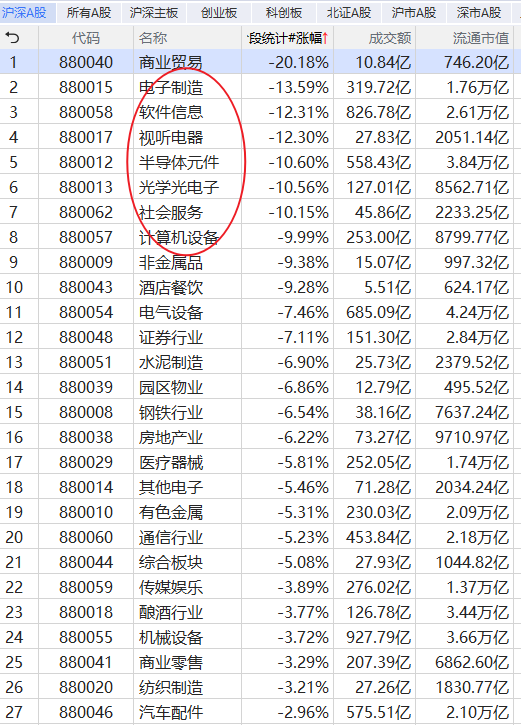 沪深A股 所有A股 沪深主板 创业板 科创板 北证A股 沪市A股 深市A股
代码 名称 段统计#涨幅↑ 成交额 流通市值
1 880040 商业贸易 -20.18% 10.84亿 746.20亿
2 880015 电子制造 -13.59% 319.72亿 1.76万亿
3 880058 软件信息 -12.31% 826.78亿 2.61万亿
4 880017 视听电器 -12.30% 27.83亿 2051.14亿
5 880012 半导体元件 -10.60% 558.43亿 3.84万亿
6 880013 光学光电子 -10.56% 127.01亿 8562.71亿
7 880062 社会服务 -10.15% 45.86亿 2233.25亿
8 880057 计算机设备 -9.99% 253.00亿 8799.77亿
9 880009 非金属品 -9.38% 15.07亿 997.32亿
10 880043 酒店餐饮 -9.28% 5.51亿 624.17亿
11 880054 电气设备 -7.46% 685.09亿 4.24万亿
12 880048 证券行业 -7.11% 151.30亿 2.84万亿
13 880051 水泥制造 -6.90% 25.73亿 2379.52亿
14 880039 园区物业 -6.86% 12.79亿 495.52亿
15 880008 钢铁行业 -6.54% 38.16亿 7637.24亿
16 880038 房地产业 -6.22% 73.27亿 9710.97亿
17 880029 医疗器械 -5.81% 252.05亿 1.74万亿
18 880014 其他电子 -5.46% 71.28亿 2034.24亿
19 880010 有色金属 -5.31% 230.03亿 2.09万亿
20 880060 通信行业 -5.23% 453.84亿 2.18万亿
21 880044 综合板块 -5.08% 27.93亿 1044.82亿
22 880059 传媒娱乐 -3.89% 276.02亿 1.37万亿
23 880018 酿酒行业 -3.77% 126.78亿 3.44万亿
24 880055 机械设备 -3.72% 927.79亿 3.66万亿
25 880041 商业零售 -3.29% 207.39亿 6862.60亿
26 880020 纺织制造 -3.21% 27.26亿 1830.77亿
27 880046 汽车配件 -2.96% 575.51亿 2.10万亿